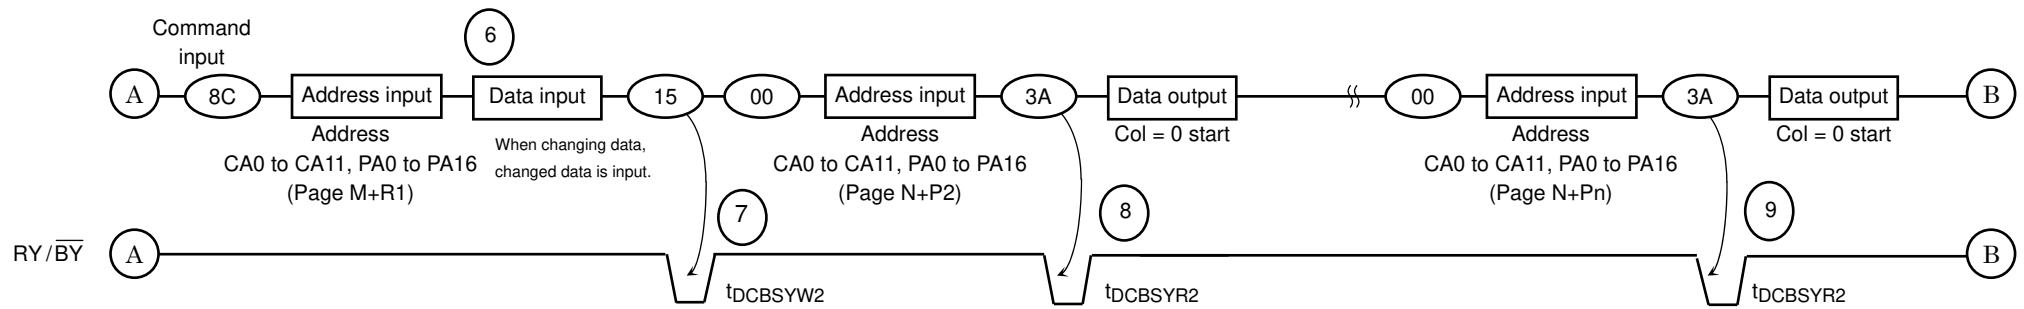 Command
input
6
A 8C Address input Data input 15 00 Address input 3A Data output 00 Address input 3A Data output B
Address
CA0 to CA11, PA0 to PA16
(Page M+R1)
When changing data,
changed data is input.
Address
CA0 to CA11, PA0 to PA16
(Page N+P2)
Col = 0 start
Address
CA0 to CA11, PA0 to PA16
(Page N+Pn)
Col = 0 start
7
8
9
RY/BY A B
tDCBSYW2
tDCBSYR2
tDCBSYR2